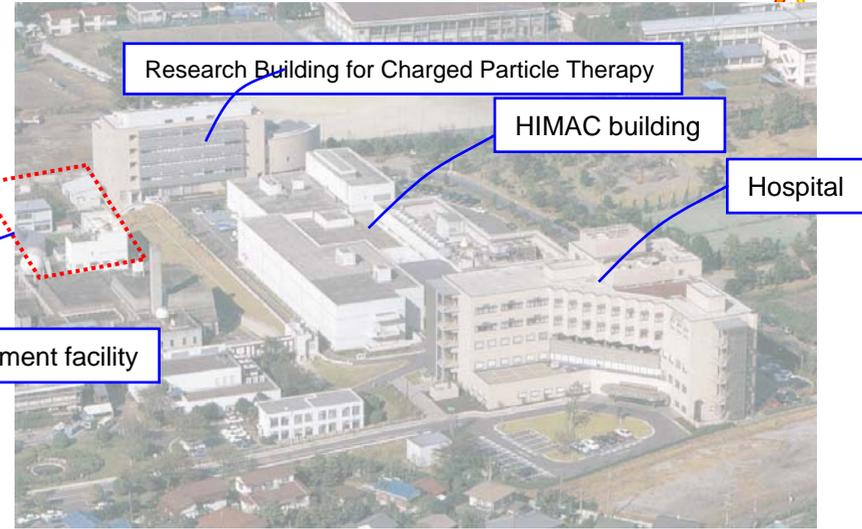 Research Building for Charged Particle Therapy
HIMAC building
Hospital
ment facility